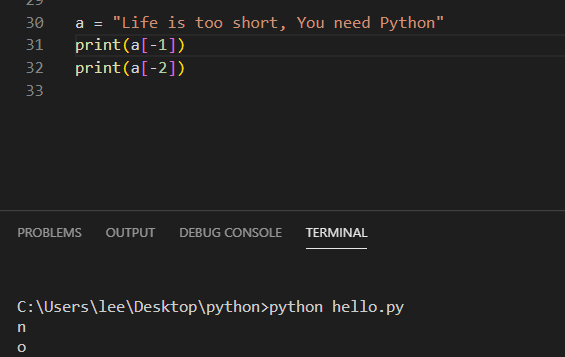 29
30 a = "Life is too short, You need Python"
31 print(a[-1])
32 print(a[-2])
33
PROBLEMS OUTPUT DEBUG CONSOLE TERMINAL
C:\Users\lee\Desktop\python>python hello.py
n
o